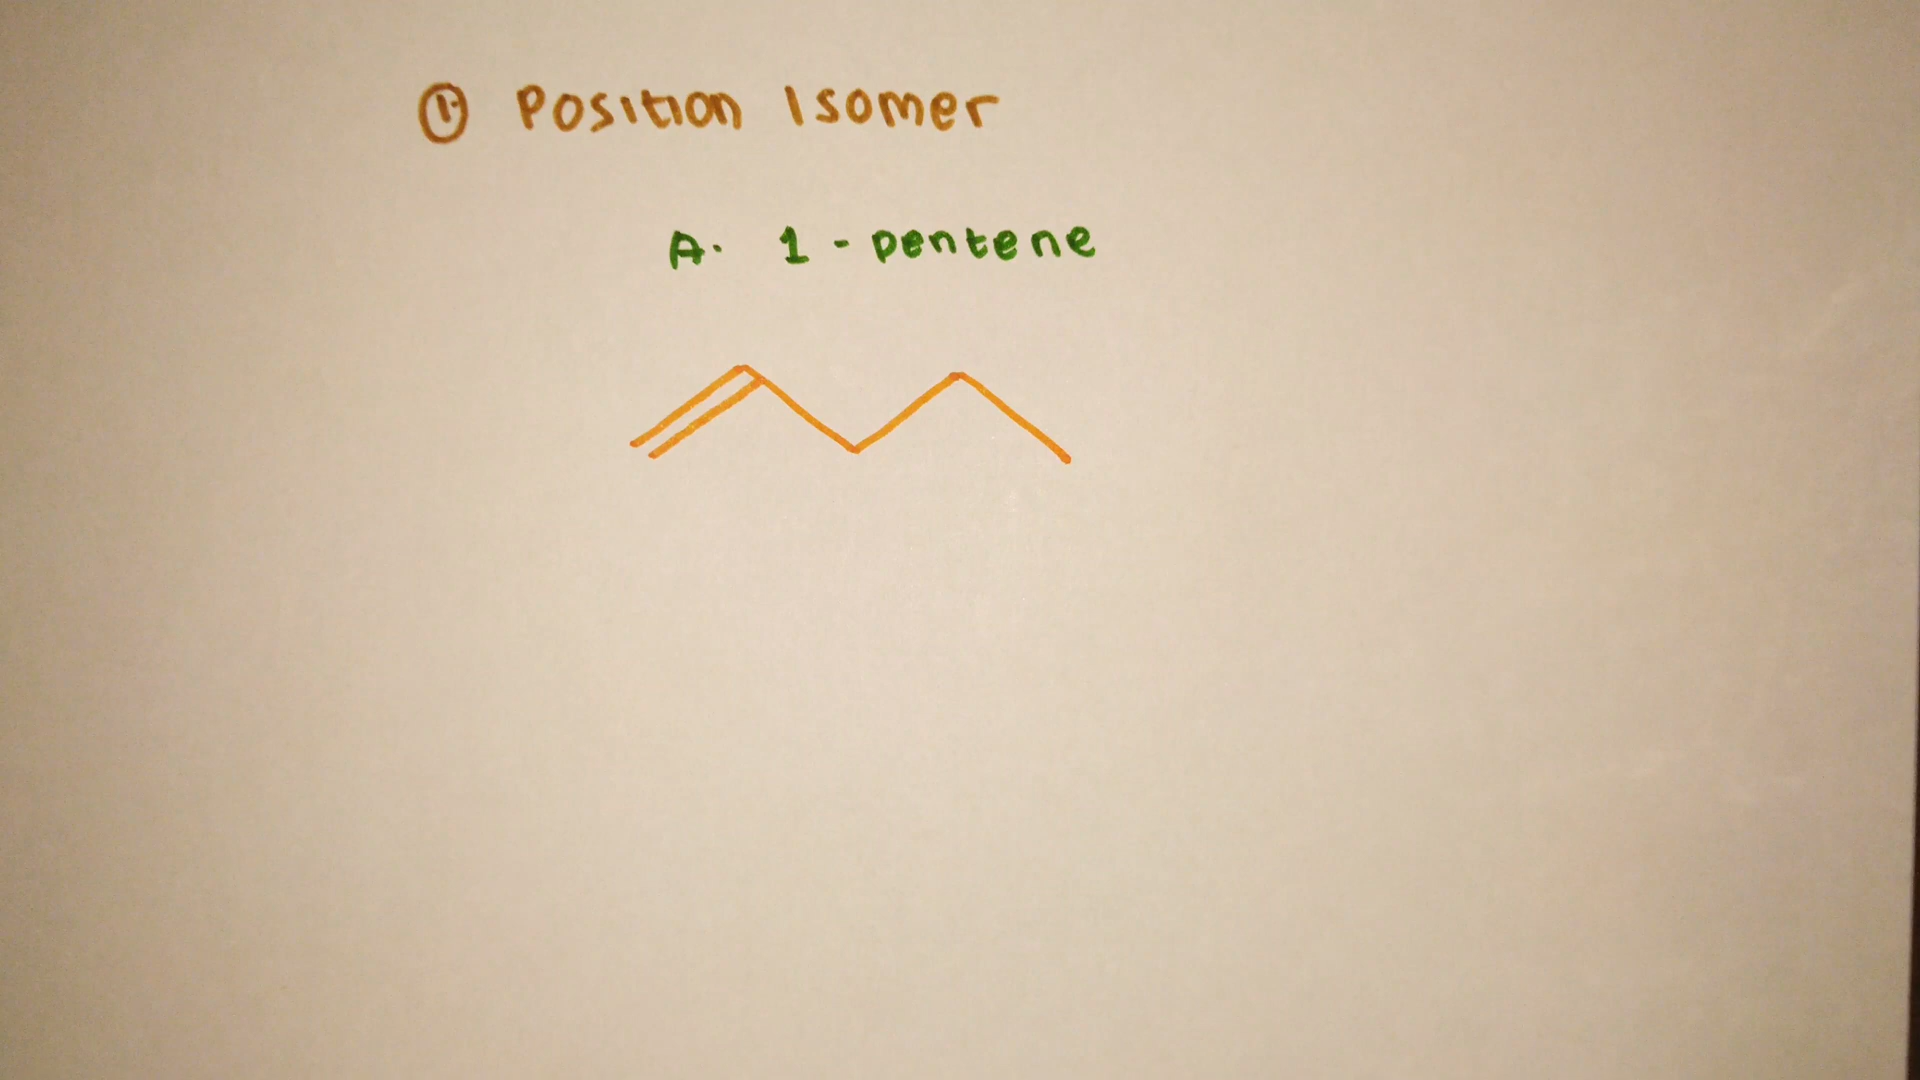 ① Position Isomer
A. 1-pentene